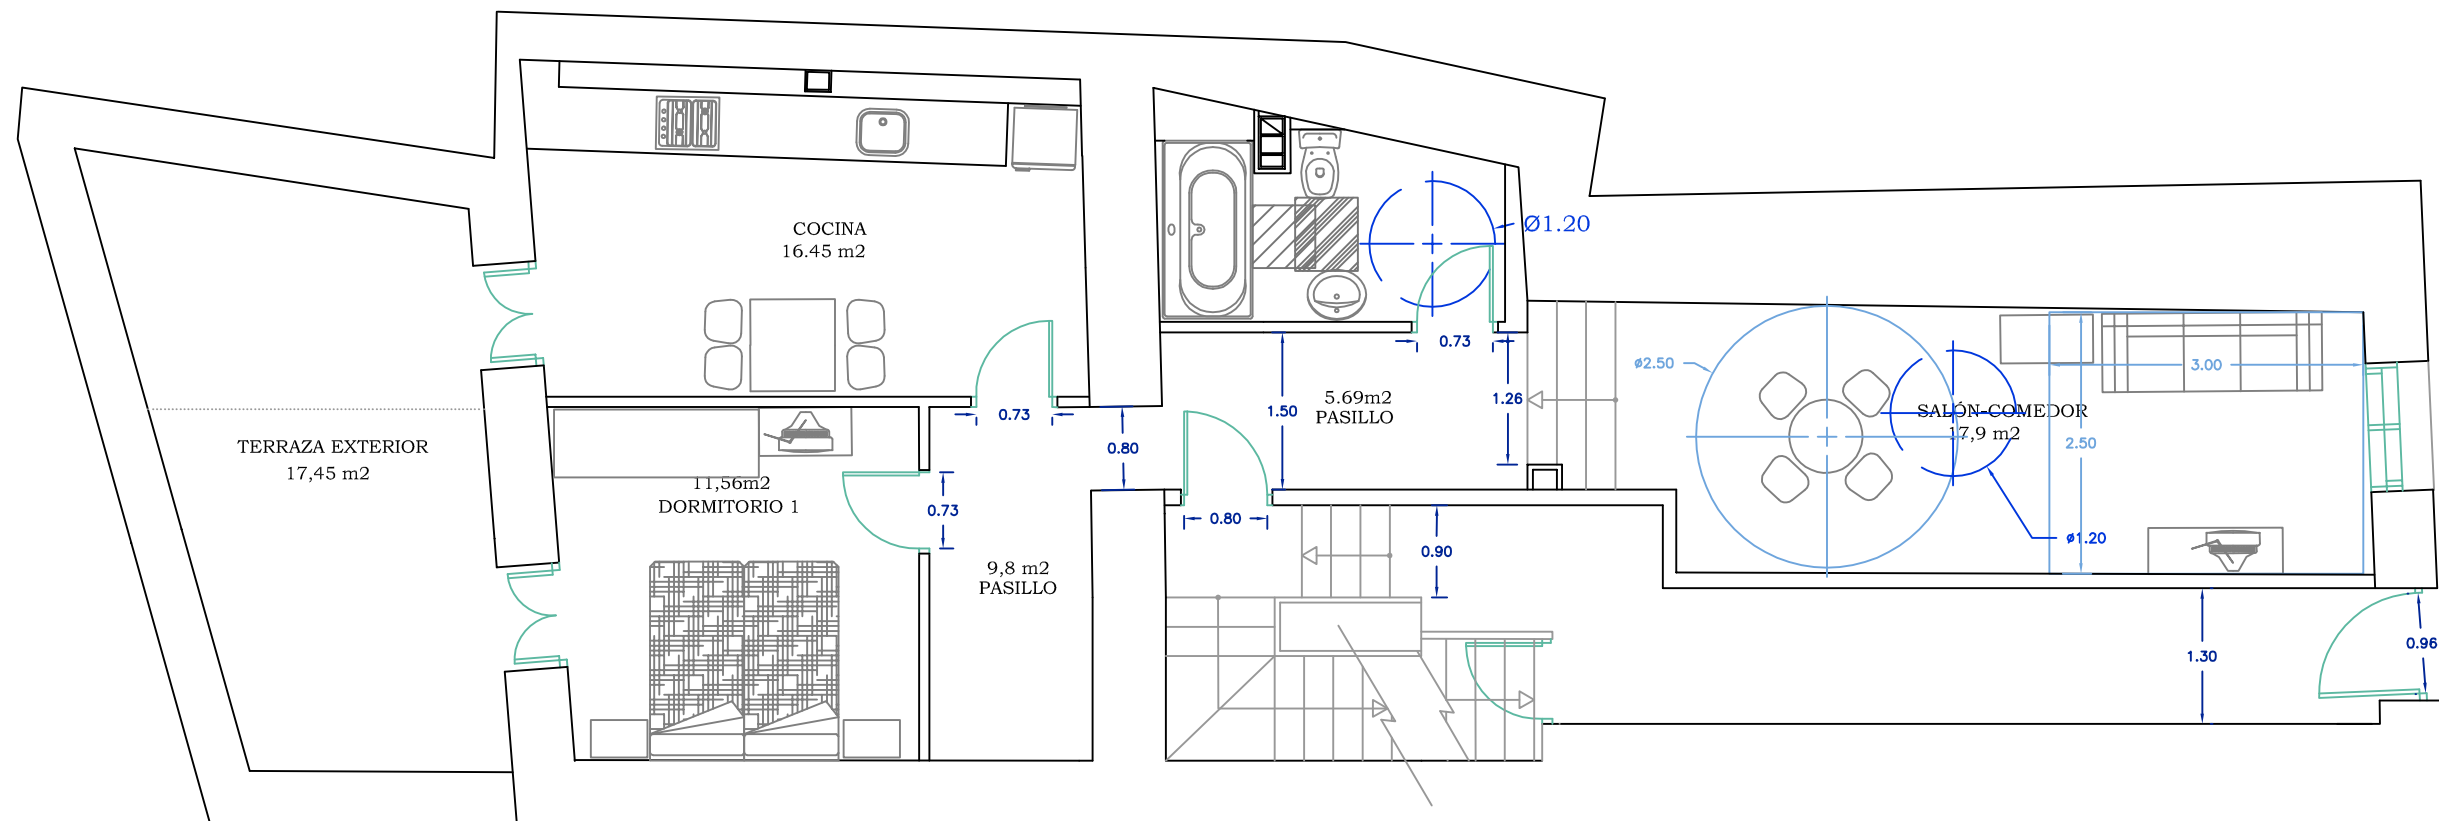 COCINA
16.45 m2
Ø1.20
0.73
ø2.50
3.00
5.69m2
PASILLO
1.26
1.50
0.73
SALÓN-COMEDOR
17,9 m2
2.50
TERRAZA EXTERIOR
17,45 m2
0.80
11,56m2
DORMITORIO 1
0.73
0.80
ø1.20
0.90
9,8 m2
PASILLO
1.30
0.96